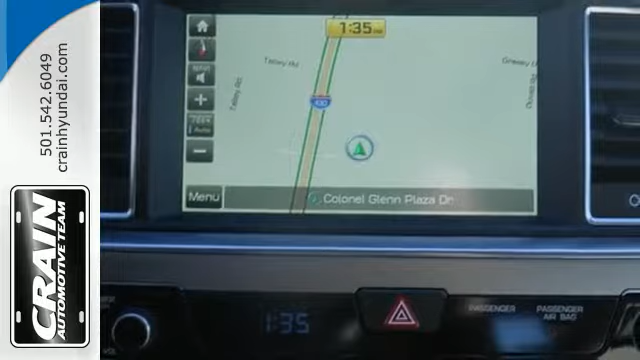 501.542.6049
crainhyundai.com
CRAIN
AUTOMOTIVE TEAM
1:35
Talley Rd
Talley Rd
430
Auto
Menu
Colonel Glenn Plaza Dr
1:35
PASSENGER
PASSENGER
AIR BAG